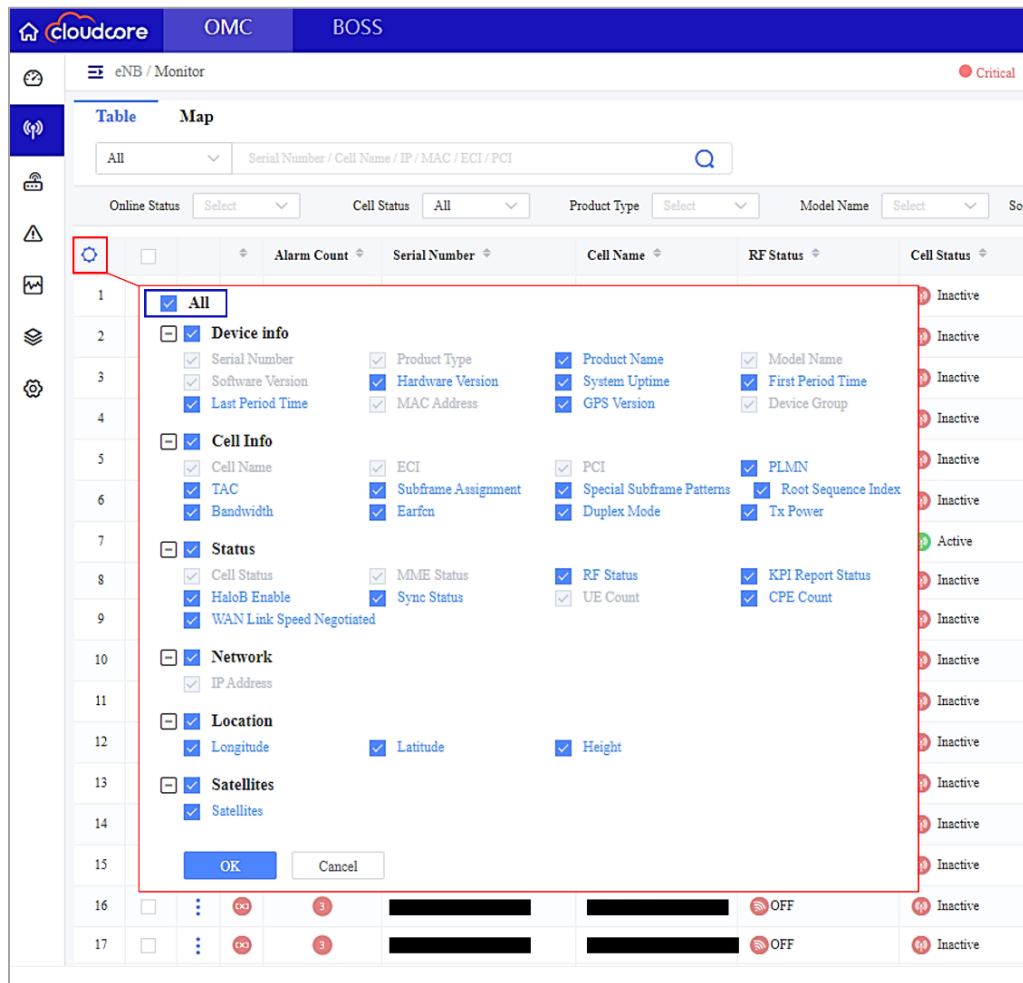 cloudcore OMC BOSS
eNB / Monitor Critical
Table Map
All Serial Number / Cell Name / IP / MAC / ECI / PCI
Online Status Select Cell Status All Product Type Select Model Name Select So
Alarm Count Serial Number Cell Name RF Status Cell Status
1 All Inactive
Device info
2 Inactive
Serial Number Product Type Product Name Model Name
3 Software Version Hardware Version System Uptime First Period Time Inactive
Last Period Time MAC Address GPS Version Device Group
4 Inactive
Cell Info
5 Cell Name ECI PCI PLMN Inactive
TAC Subframe Assignment Special Subframe Patterns Root Sequence Index
6 Inactive
Bandwidth Earfcn Duplex Mode Tx Power
7 Active
Status
8 Cell Status MME Status RF Status KPI Report Status Inactive
HaloB Enable Sync Status UE Count CPE Count
9 WAN Link Speed Negotiated Inactive
10 Network Inactive
IP Address
11 Inactive
Location
12 Longitude Latitude Height Inactive
13 Satellites Inactive
Satellites
14 Inactive
15 OK Cancel Inactive
16 3 OFF Inactive
17 3 OFF Inactive